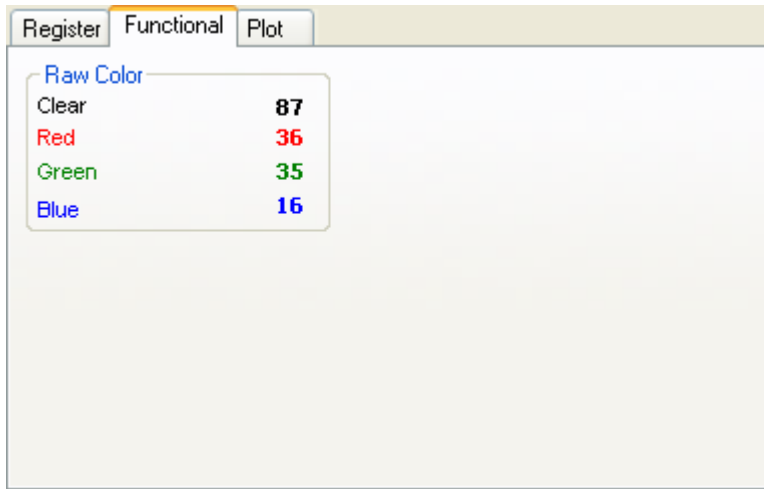 Register Functional Plot
Raw Color
Clear 87
Red 36
Green 35
Blue 16